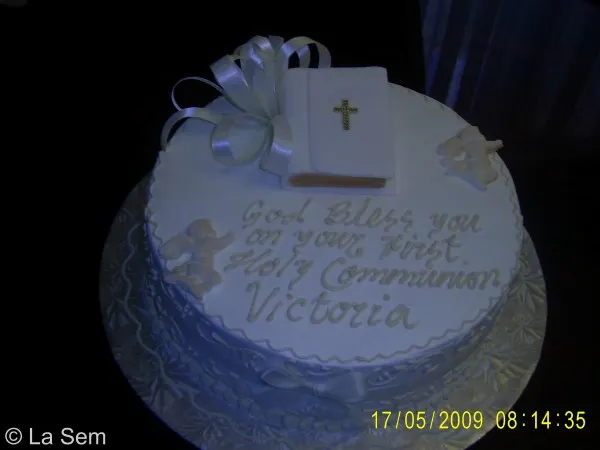 God Bless you
on your First
Holy Communion
Victoria
17/05/2009 08:14:35
© La Sem